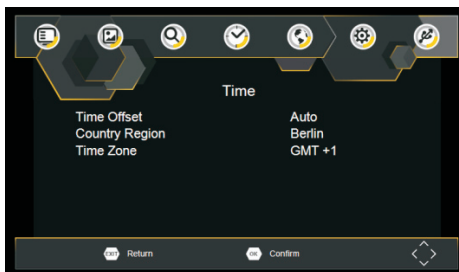 Time
Time Offset Auto
Country Region Berlin
Time Zone GMT +1
EXIT Return OK Confirm